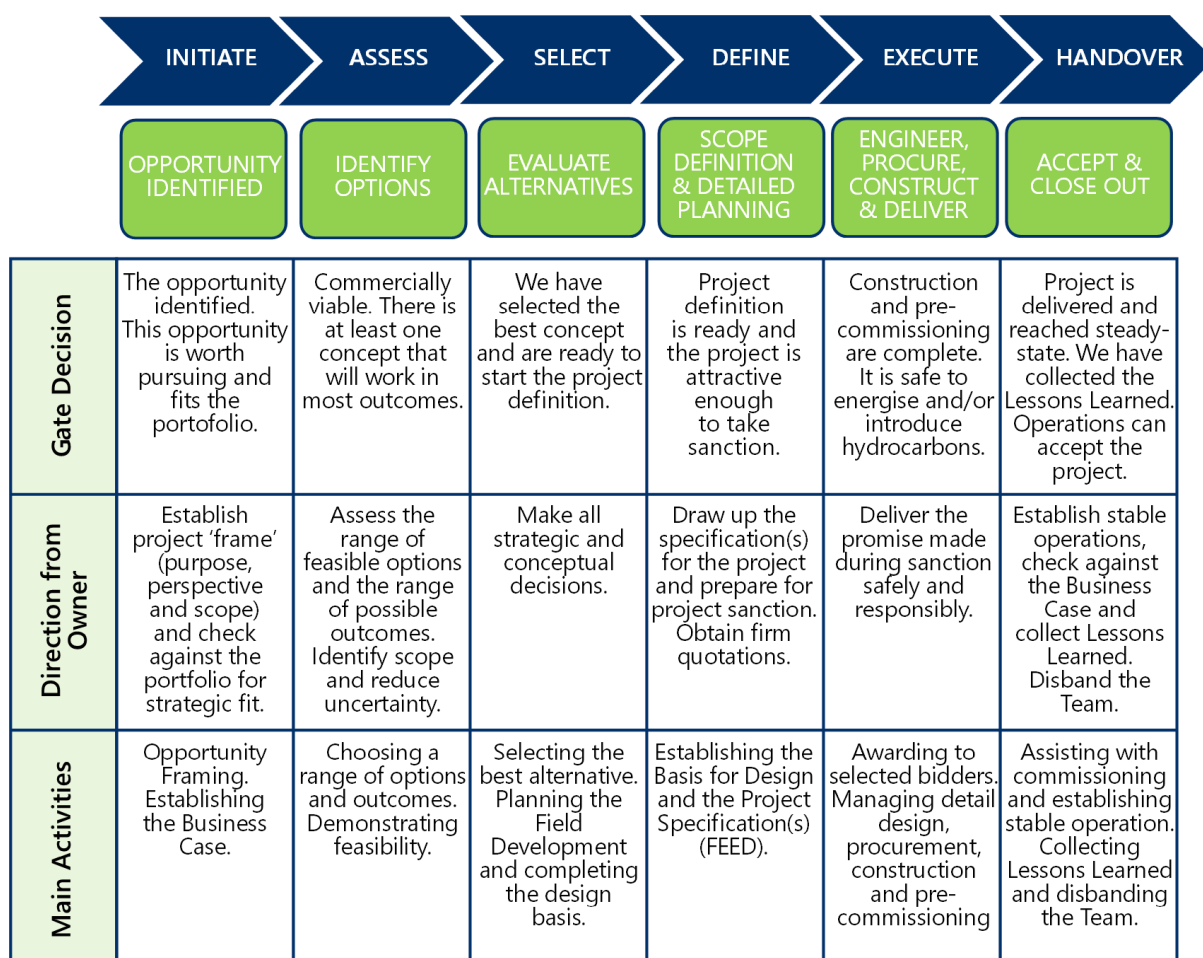 INITIATE
ASSESS
SELECT
DEFINE
EXECUTE
HANDOVER
OPPORTUNITY
IDENTIFIED
IDENTIFY
OPTIONS
EVALUATE
ALTERNATIVES
SCOPE
DEFINITION
& DETAILED
PLANNING
ENGINEER,
PROCURE,
CONSTRUCT
& DELIVER
ACCEPT &
CLOSE OUT
Gate Decision
The opportunity
identified.
This opportunity
is worth
pursuing and
fits the
portofolio.
Commercially
viable. There is
at least one
concept that
will work in
most outcomes.
We have
selected the
best concept
and are ready to
start the project
definition.
Project
definition
is ready and
the project is
attractive
enough
to take
sanction.
Construction
and pre-
commissioning
are complete.
It is safe to
energise and/or
introduce
hydrocarbons.
Project is
delivered and
reached steady-
state. We have
collected the
Lessons Learned.
Operations can
accept the
project.
Direction from
Owner
Establish
project ‘frame’
(purpose,
perspective
and scope)
and check
against the
portfolio for
strategic fit.
Assess the
range of
feasible options
and the range
of possible
outcomes.
Identify scope
and reduce
uncertainty.
Make all
strategic and
conceptual
decisions.
Draw up the
specification(s)
for the project
and prepare for
project sanction.
Obtain firm
quotations.
Deliver the
promise made
during sanction
safely and
responsibly.
Establish stable
operations,
check against
the Business
Case and
collect Lessons
Learned.
Disband the
Team.
Main Activities
Opportunity
Framing.
Establishing
the Business
Case.
Choosing a
range of options
and outcomes.
Demonstrating
feasibility.
Selecting the
best alternative.
Planning the
Field
Development
and completing
the design
basis.
Establishing the
Basis for Design
and the Project
Specification(s)
(FEED).
Awarding to
selected bidders.
Managing detail
design,
procurement,
construction
and pre-
commissioning
Assisting with
commissioning
and establishing
stable operation.
Collecting
Lessons Learned
and disbanding
the Team.